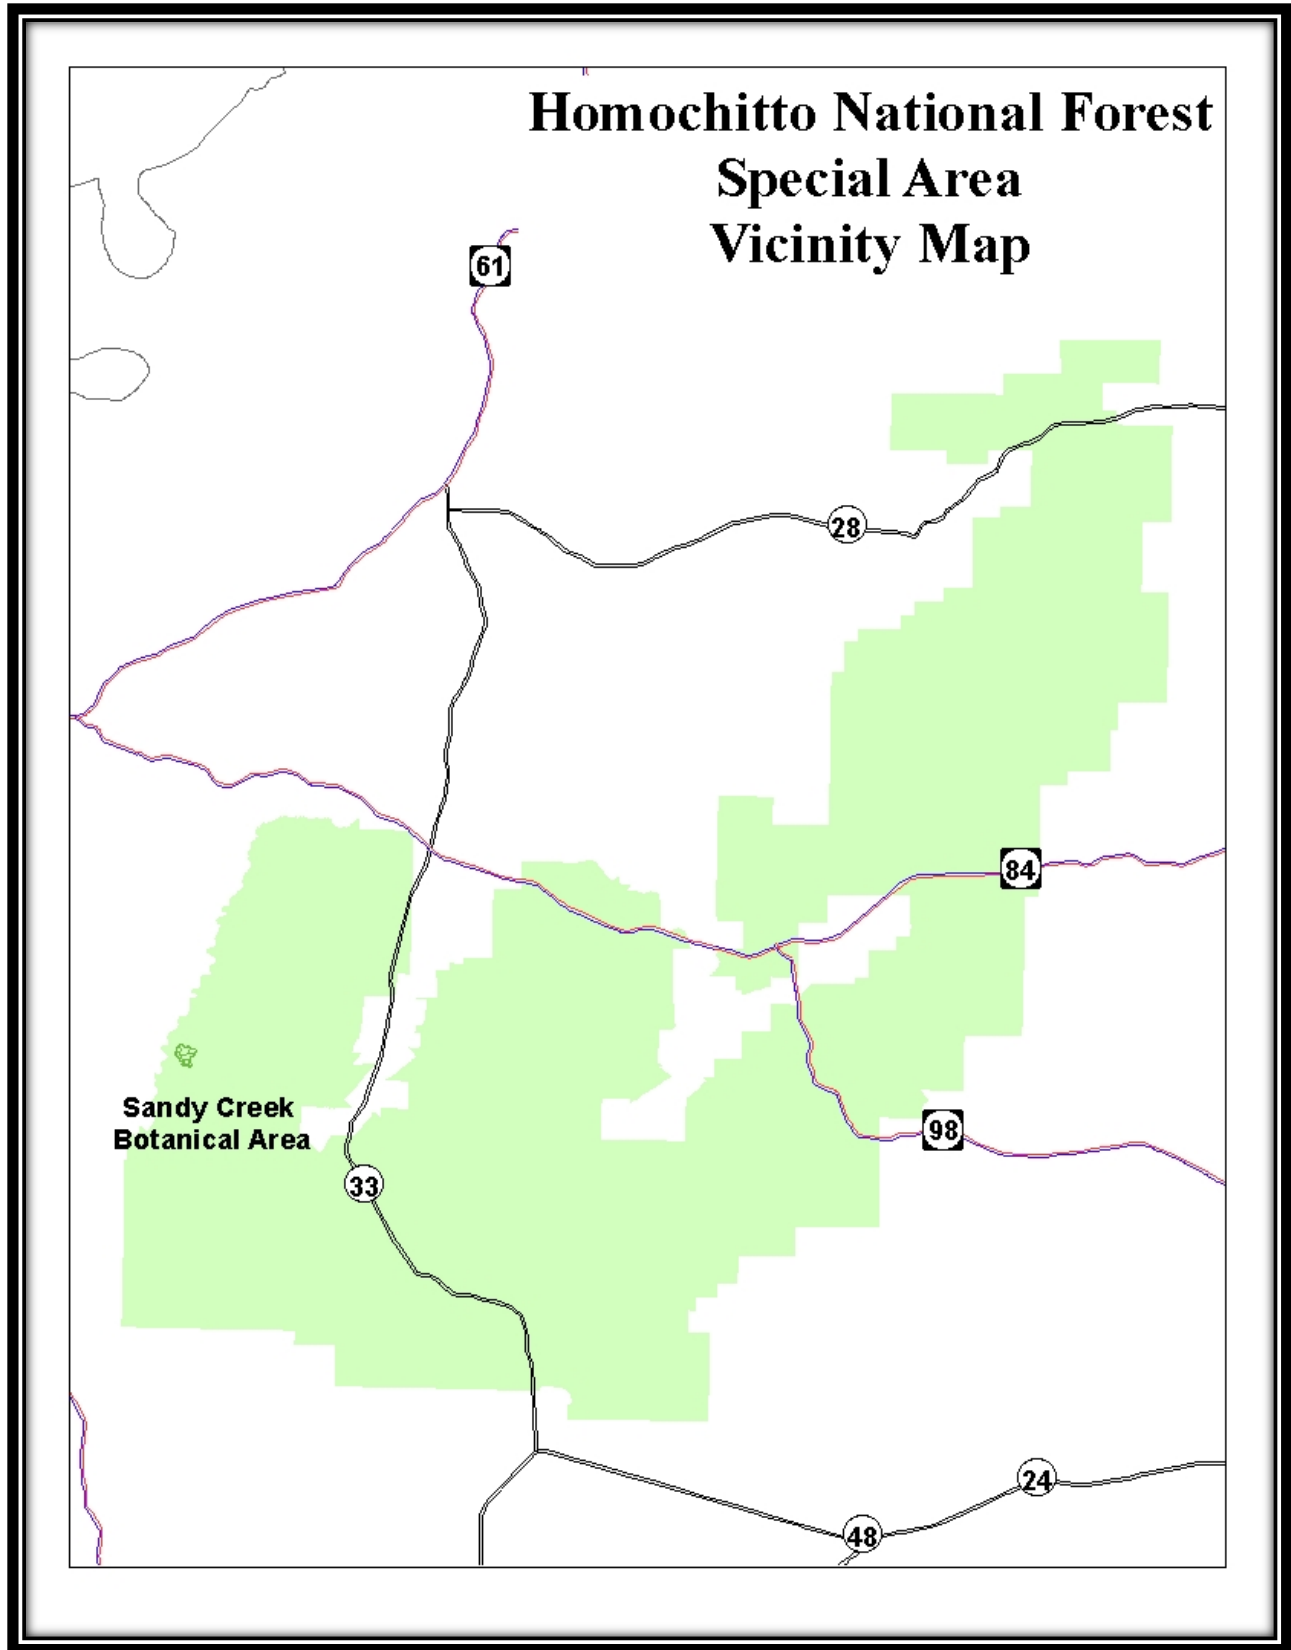 Homochitto National Forest
Special Area
Vicinity Map
61
28
84
Sandy Creek
Botanical Area
98
33
24
48